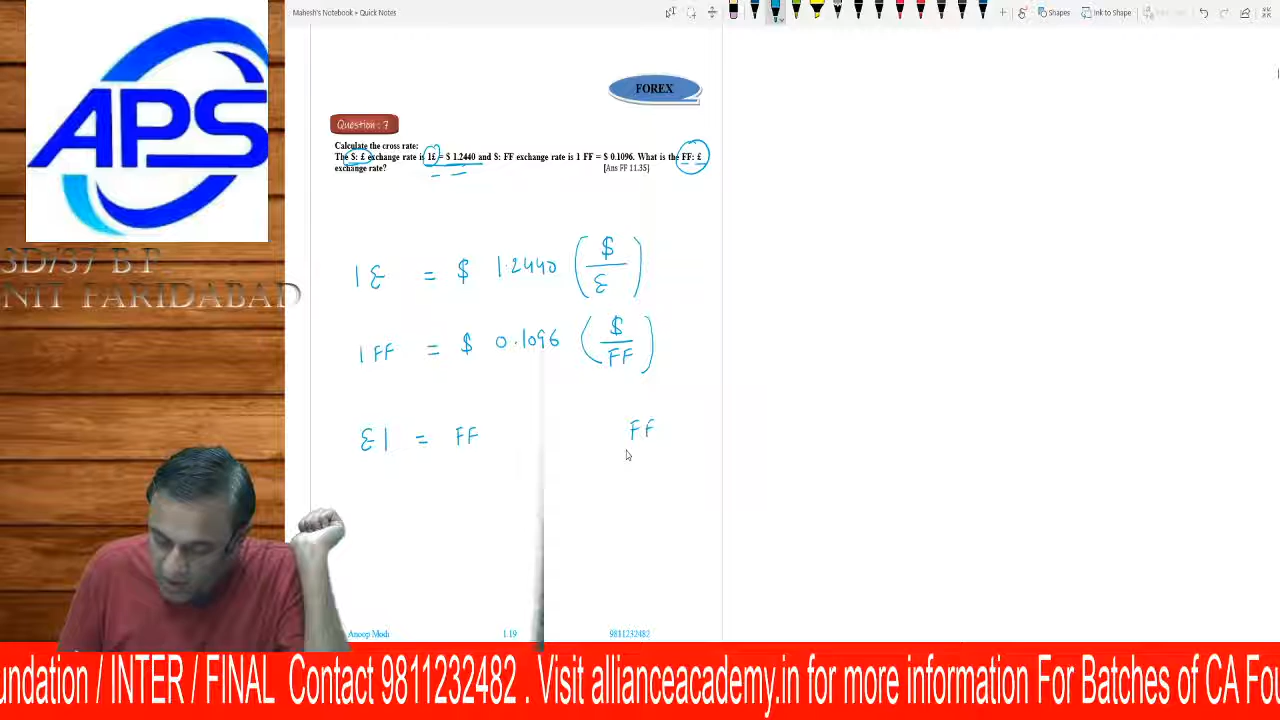 Mahesh's Notebook » Quick Notes
Shapes
Ink to Shape
APS
3D/37 B.P.
NIT FARIDABAD
FOREX
Question : 7
Calculate the cross rate:
The $: £ exchange rate is 1£ = $ 1.2440 and $: FF exchange rate is 1 FF = $ 0.1096. What is the FF: £
exchange rate? [Ans FF 11.35]
1 £ = $ 1.2440 ($/£)
1 FF = $ 0.1096 ($/FF)
£ 1 = FF FF
Anoop Modi 1.19 9811232482
undation / INTER / FINAL Contact 9811232482 . Visit allianceacademy.in for more information For Batches of CA Fou